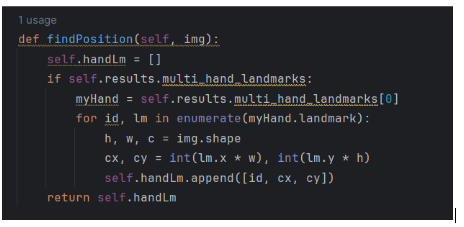 1 usage
def findPosition(self, img):
    self.handLm = []
    if self.results.multi_hand_landmarks:
        myHand = self.results.multi_hand_landmarks[0]
        for id, lm in enumerate(myHand.landmark):
            h, w, c = img.shape
            cx, cy = int(lm.x * w), int(lm.y * h)
            self.handLm.append([id, cx, cy])
    return self.handLm